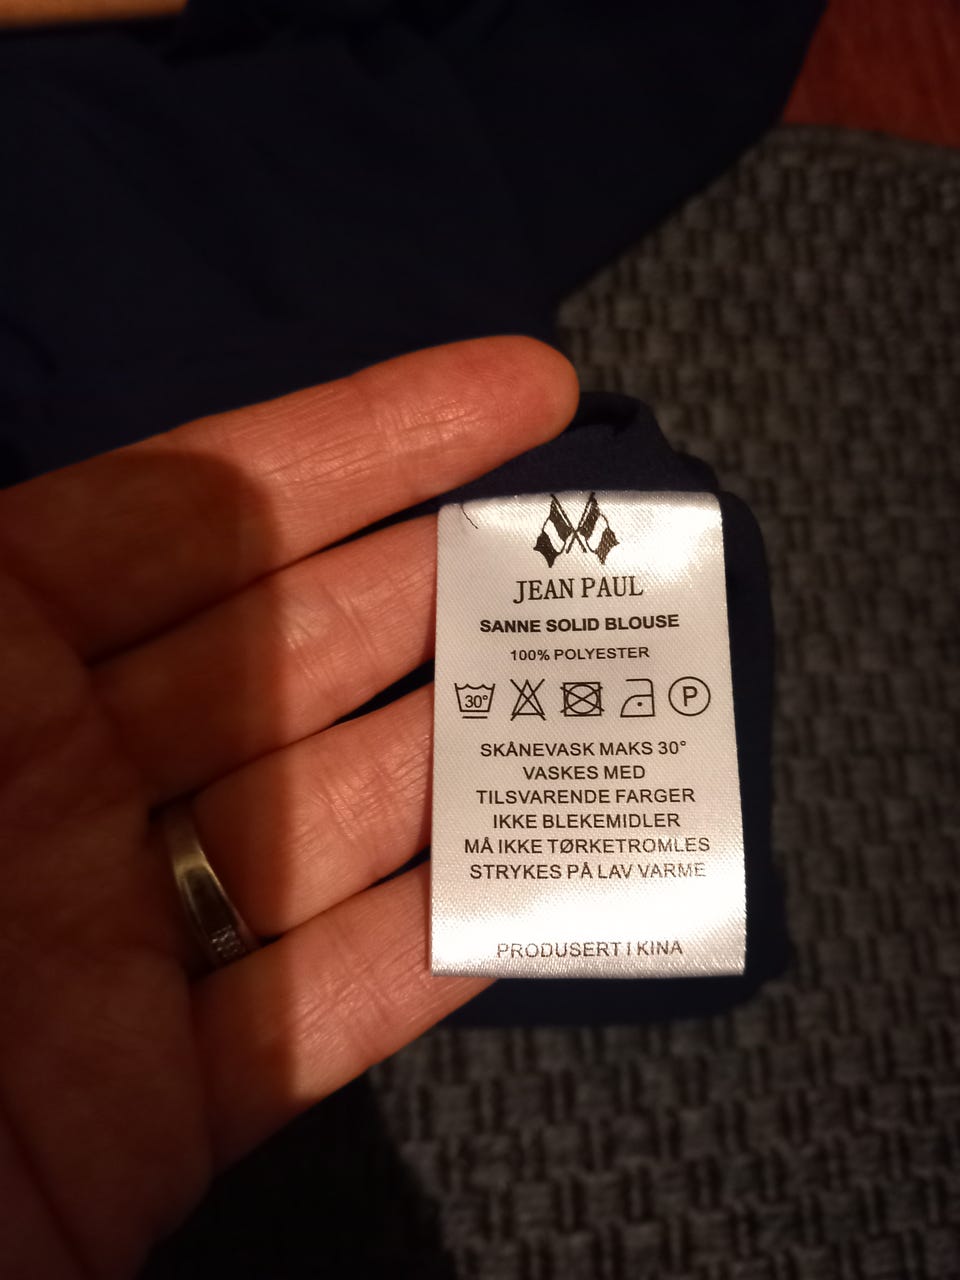 JEAN PAUL
SANNE SOLID BLOUSE
100% POLYESTER
30° P
SKÅNEVASK MAKS 30°
VASKES MED
TILSVARENDE FARGER
IKKE BLEKEMIDLER
MÅ IKKE TØRKETROMLES
STRYKES PÅ LAV VARME
PRODUSERT I KINA